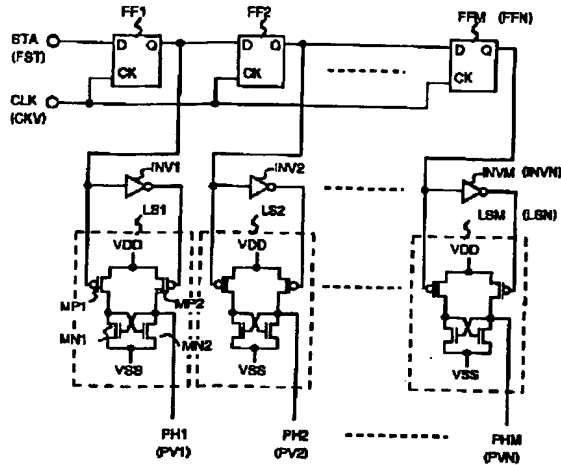 FF1 FF2 FFM (FFN)
STA D Q D Q D Q
(FST)
CK CK CK
CLK
(CKV)
INV1 INV2 INVM (INVN)
LS1 LS2 LSM (LSN)
VDD VDD VDD
MP1 MP2
MN1 MN2
VSS VSS VSS
PH1 PH2 PHM
(PV1) (PV2) (PVN)